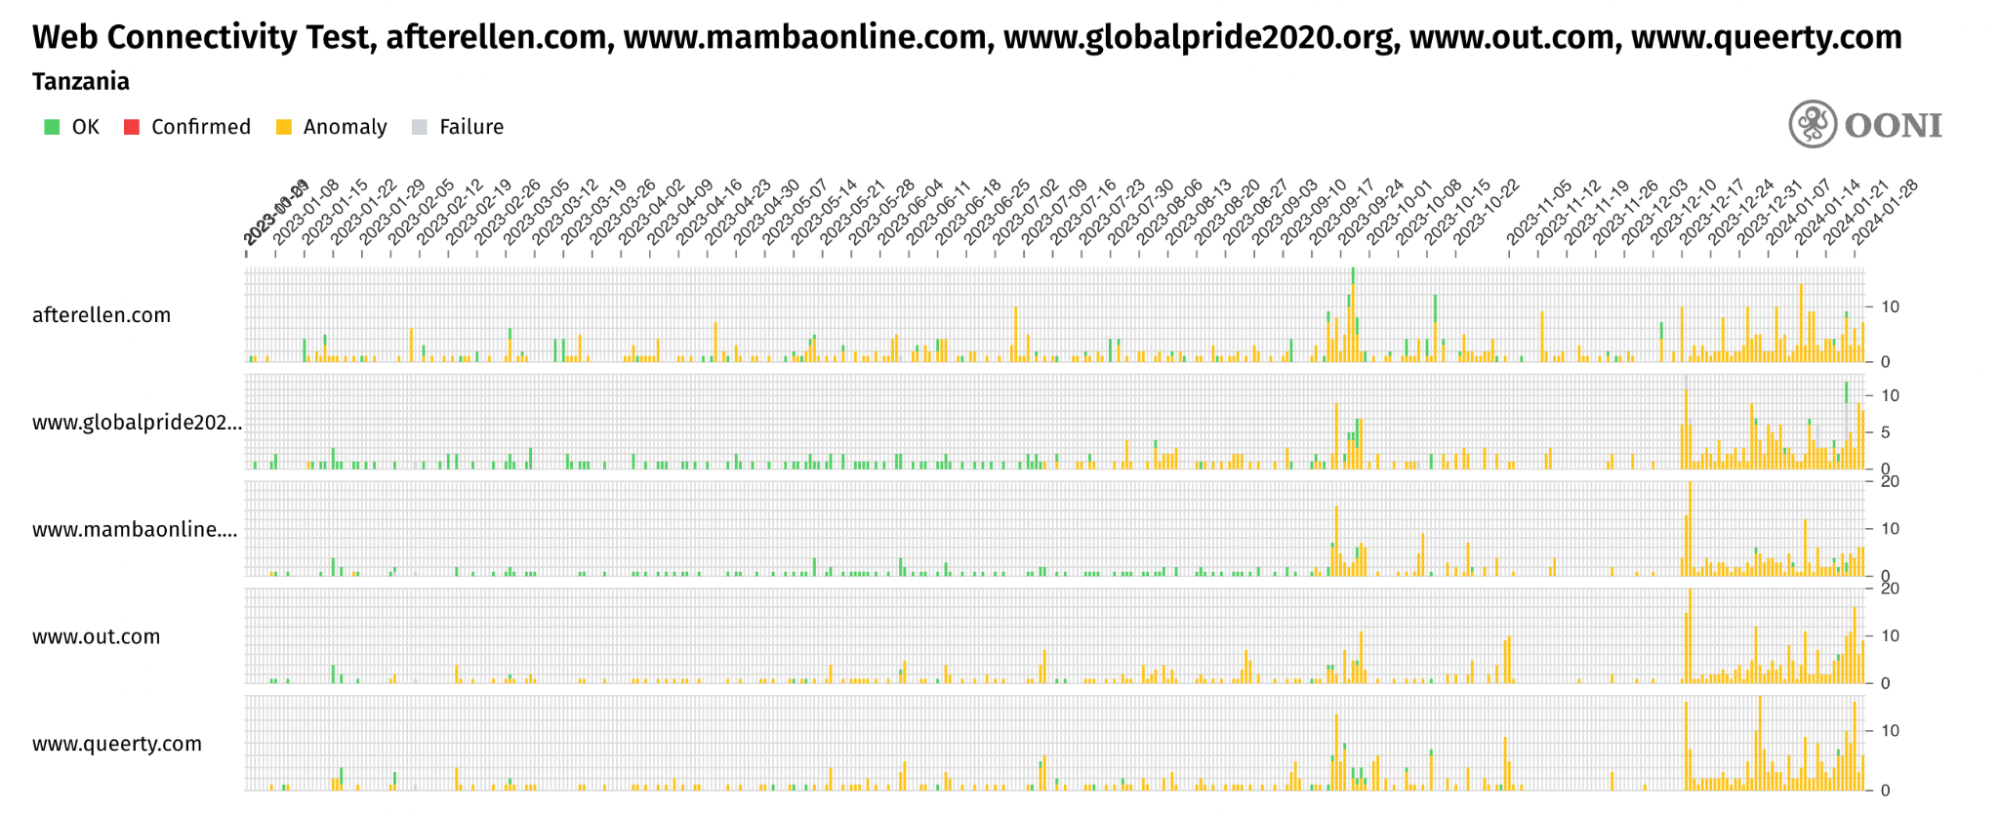 Web Connectivity Test, afterellen.com, www.mambaonline.com, www.globalpride2020.org, www.out.com, www.queerty.com
Tanzania
OK Confirmed Anomaly Failure
OONI
2023-01-08 2023-01-15 2023-01-22 2023-01-29 2023-02-05 2023-02-12 2023-02-19 2023-02-26 2023-03-05 2023-03-12 2023-03-19 2023-03-26 2023-04-02 2023-04-09 2023-04-16 2023-04-23 2023-04-30 2023-05-07 2023-05-14 2023-05-21 2023-05-28 2023-06-04 2023-06-11 2023-06-18 2023-06-25 2023-07-02 2023-07-09 2023-07-16 2023-07-23 2023-07-30 2023-08-06 2023-08-13 2023-08-20 2023-08-27 2023-09-03 2023-09-10 2023-09-17 2023-09-24 2023-10-01 2023-10-08 2023-10-15 2023-10-22 2023-11-05 2023-11-12 2023-11-19 2023-11-26 2023-12-03 2023-12-10 2023-12-17 2023-12-24 2023-12-31 2024-01-07 2024-01-14 2024-01-21 2024-01-28
afterellen.com
10
0
www.globalpride202...
10
5
0
www.mambaonline....
20
10
0
www.out.com
20
10
0
www.queerty.com
10
0